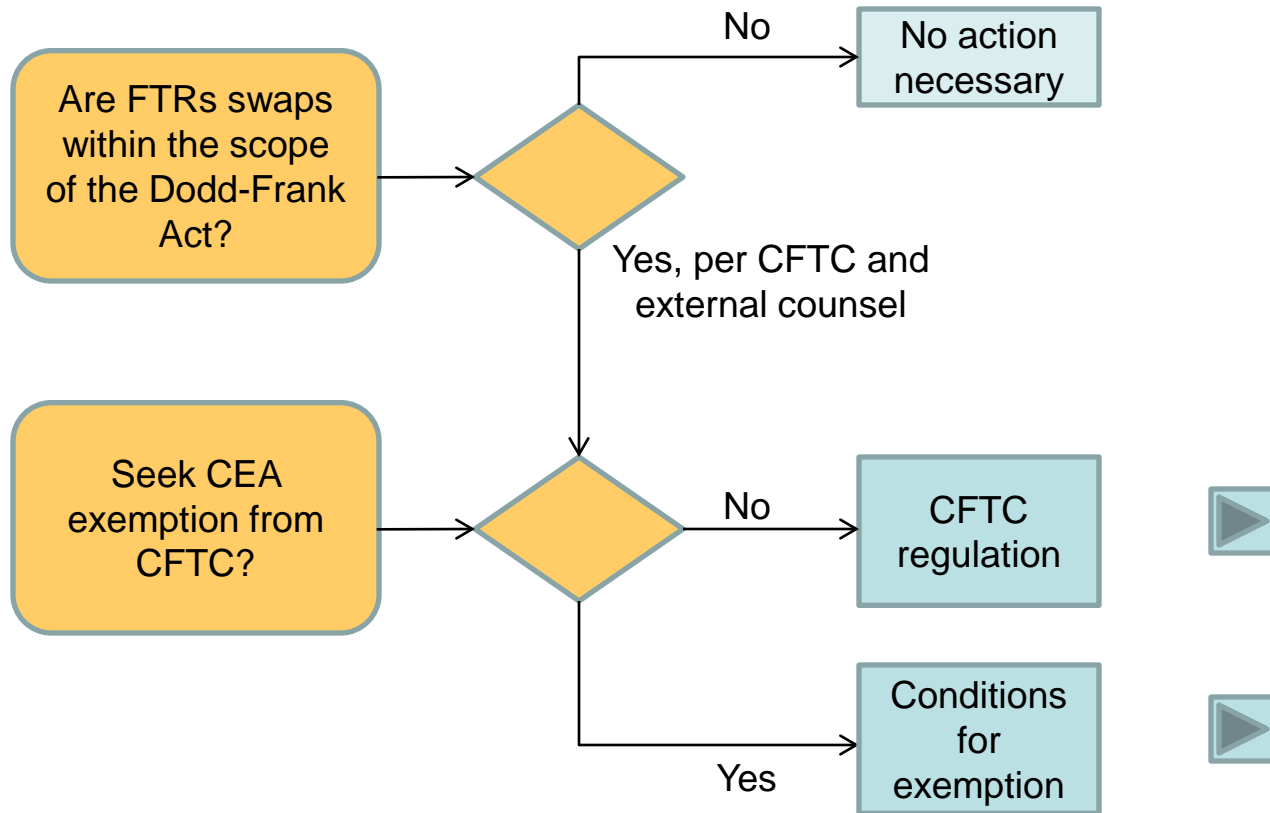 No
No action
necessary
Are FTRs swaps
within the scope
of the Dodd-Frank
Act?
Yes, per CFTC and
external counsel
Seek CEA
exemption from
CFTC?
No
CFTC
regulation
Conditions
for
exemption
Yes